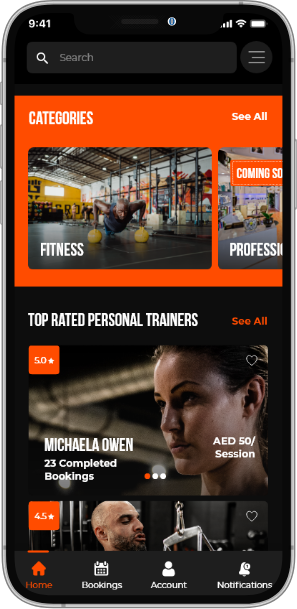 9:41
Search
CATEGORIES
See All
FITNESS
COMING SO
PROFESSI
TOP RATED PERSONAL TRAINERS
See All
5.0
MICHAELA OWEN
23 Completed
Bookings
AED 50/
Session
4.5
Home
Bookings
Account
Notifications